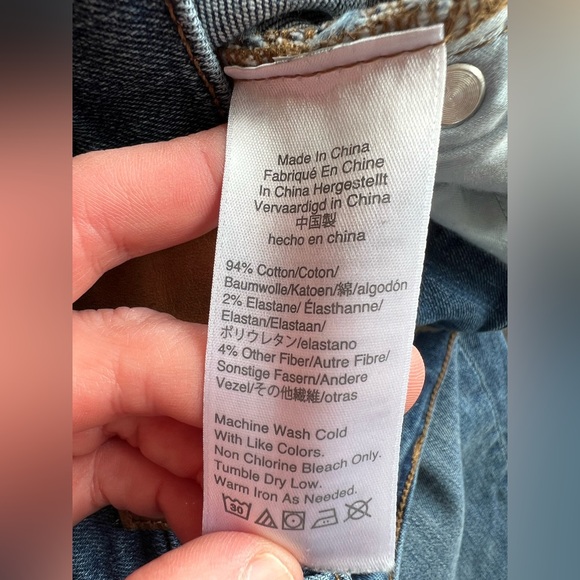 Made In China
Fabriqué En Chine
In China Hergestellt
Vervaardigd in China
中国製
hecho en china
94% Cotton/Coton/
Baumwolle/Katoen/綿/algodón
2% Elastane/ Élasthanne/
Elastan/Elastaan/
ポリウレタン/elastano
4% Other Fiber/Autre Fibre/
Sonstige Fasern/Andere
Vezel/その他繊維/otras
Machine Wash Cold
With Like Colors.
Non Chlorine Bleach Only.
Tumble Dry Low.
Warm Iron As Needed.
30